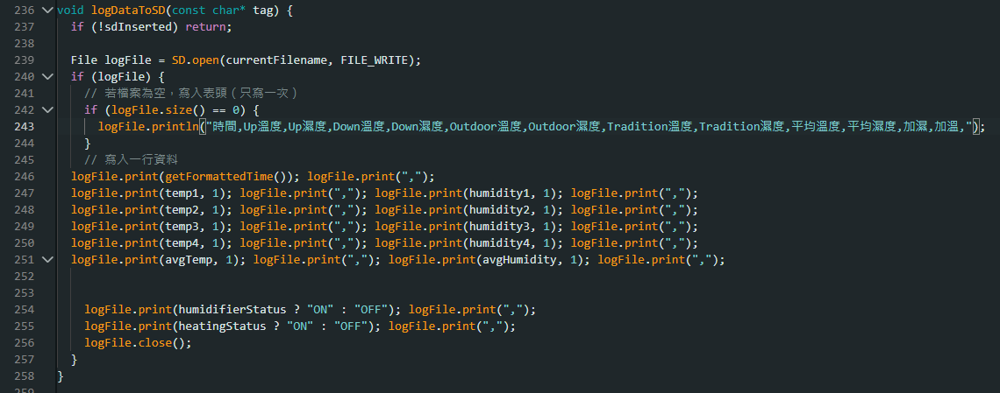 236 void logDataToSD(const char* tag) {
237 if (!sdInserted) return;
238
239 File logFile = SD.open(currentFilename, FILE_WRITE);
240 if (logFile) {
241 // 若檔案為空，寫入表頭（只寫一次）
242 if (logFile.size() == 0) {
243 logFile.println("時間,Up溫度,Up濕度,Down溫度,Down濕度,Outdoor溫度,Outdoor濕度,Tradition溫度,Tradition濕度,平均溫度,平均濕度,加濕,加溫,");
244 }
245 // 寫入一行資料
246 logFile.print(getFormattedTime()); logFile.print(",");
247 logFile.print(temp1, 1); logFile.print(","); logFile.print(humidity1, 1); logFile.print(",");
248 logFile.print(temp2, 1); logFile.print(","); logFile.print(humidity2, 1); logFile.print(",");
249 logFile.print(temp3, 1); logFile.print(","); logFile.print(humidity3, 1); logFile.print(",");
250 logFile.print(temp4, 1); logFile.print(","); logFile.print(humidity4, 1); logFile.print(",");
251 logFile.print(avgTemp, 1); logFile.print(","); logFile.print(avgHumidity, 1); logFile.print(",");
252
253
254 logFile.print(humidifierStatus ? "ON" : "OFF"); logFile.print(",");
255 logFile.print(heatingStatus ? "ON" : "OFF"); logFile.print(",");
256 logFile.close();
257 }
258 }
259